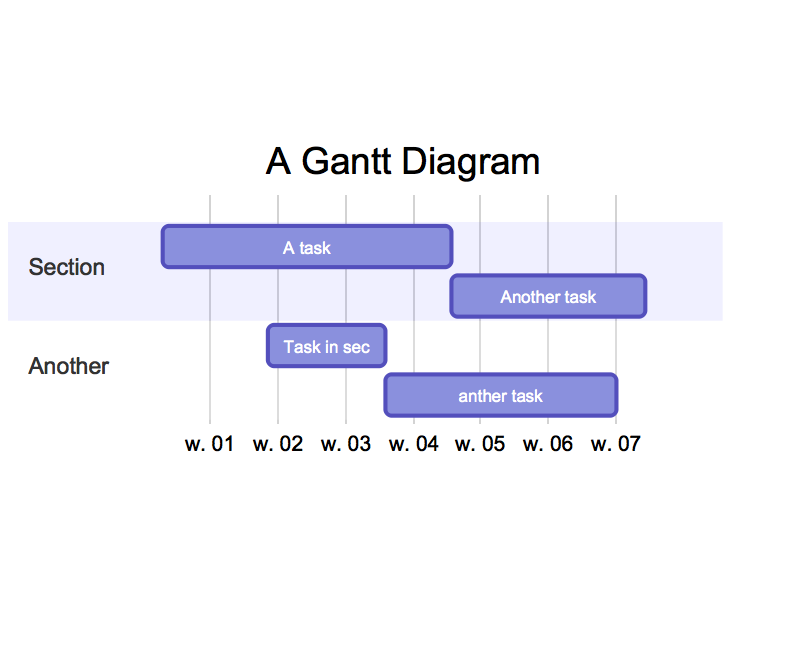 A Gantt Diagram
Section
A task
Another task
Another
Task in sec
anther task
w. 01 w. 02 w. 03 w. 04 w. 05 w. 06 w. 07